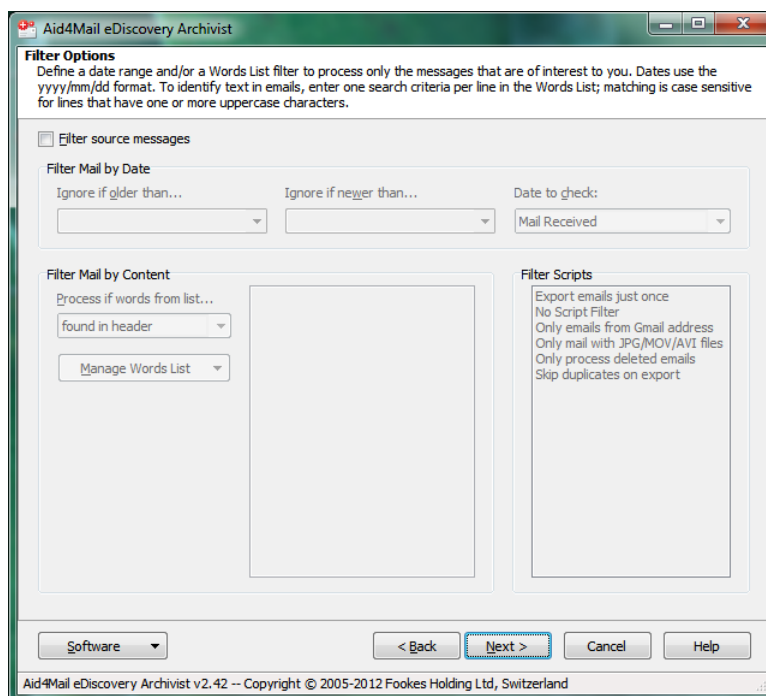 Aid4Mail eDiscovery Archivist
Filter Options
Define a date range and/or a Words List filter to process only the messages that are of interest to you. Dates use the
yyyy/mm/dd format. To identify text in emails, enter one search criteria per line in the Words List; matching is case sensitive
for lines that have one or more uppercase characters.
Filter source messages
Filter Mail by Date
Ignore if older than...
Ignore if newer than...
Date to check:
Mail Received
Filter Mail by Content
Process if words from list...
found in header
Manage Words List
Filter Scripts
Export emails just once
No Script Filter
Only emails from Gmail address
Only mail with JPG/MOV/AVI files
Only process deleted emails
Skip duplicates on export
Software
< Back
Next >
Cancel
Help
Aid4Mail eDiscovery Archivist v2.42 -- Copyright © 2005-2012 Fookes Holding Ltd, Switzerland